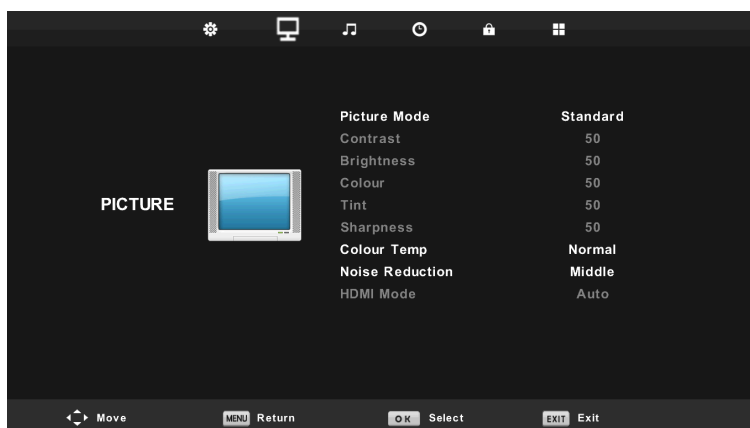 Picture Mode Standard
Contrast 50
Brightness 50
Colour 50
PICTURE
Tint 50
Sharpness 50
Colour Temp Normal
Noise Reduction Middle
HDMI Mode Auto
Move MENU Return OK Select EXIT Exit